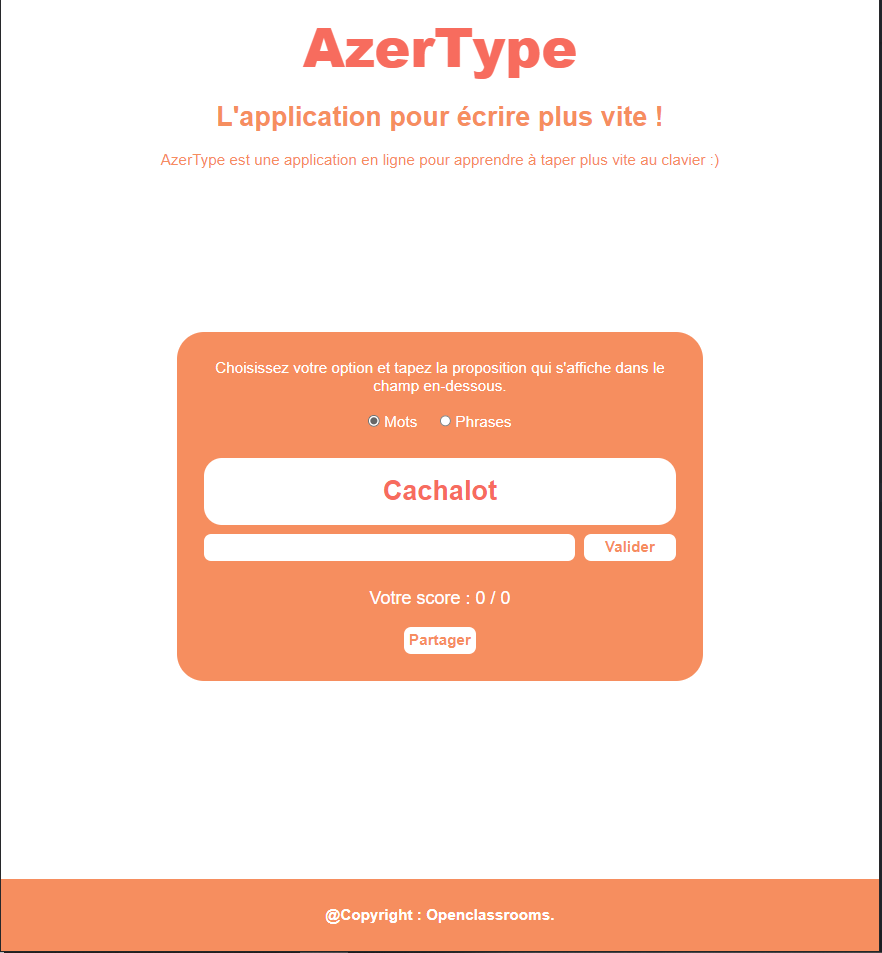 AzerType
L'application pour écrire plus vite !
AzerType est une application en ligne pour apprendre à taper plus vite au clavier :)
Choisissez votre option et tapez la proposition qui s'affiche dans le
champ en-dessous.
Mots Phrases
Cachalot
Valider
Votre score : 0 / 0
Partager
@Copyright : Openclassrooms.